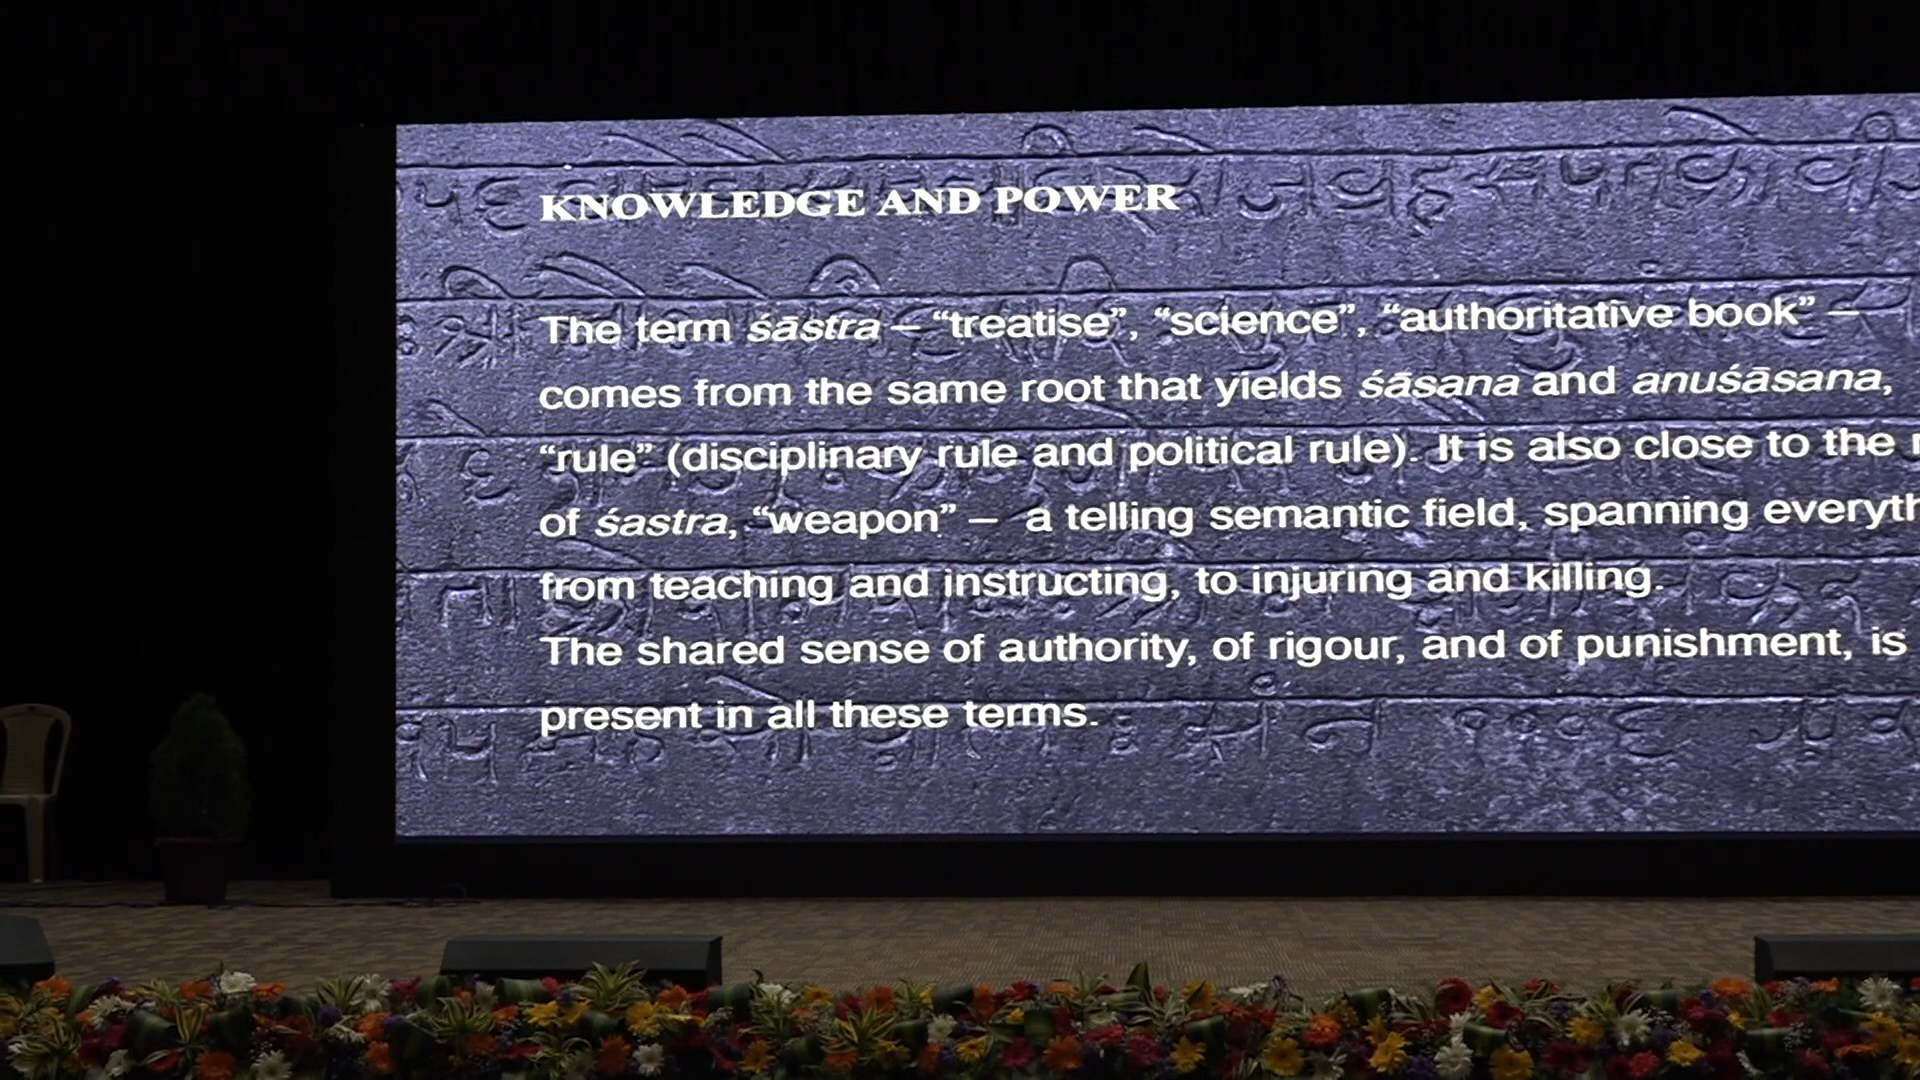 KNOWLEDGE AND POWER
The term śāstra – “treatise”, “science”, “authoritative book” –
comes from the same root that yields śāsana and anuśāsana,
“rule” (disciplinary rule and political rule). It is also close to the
of śastra, “weapon” – a telling semantic field, spanning
from teaching and instructing, to injuring and killing.
The shared sense of authority, of rigour, and of punishment, is
present in all these terms.